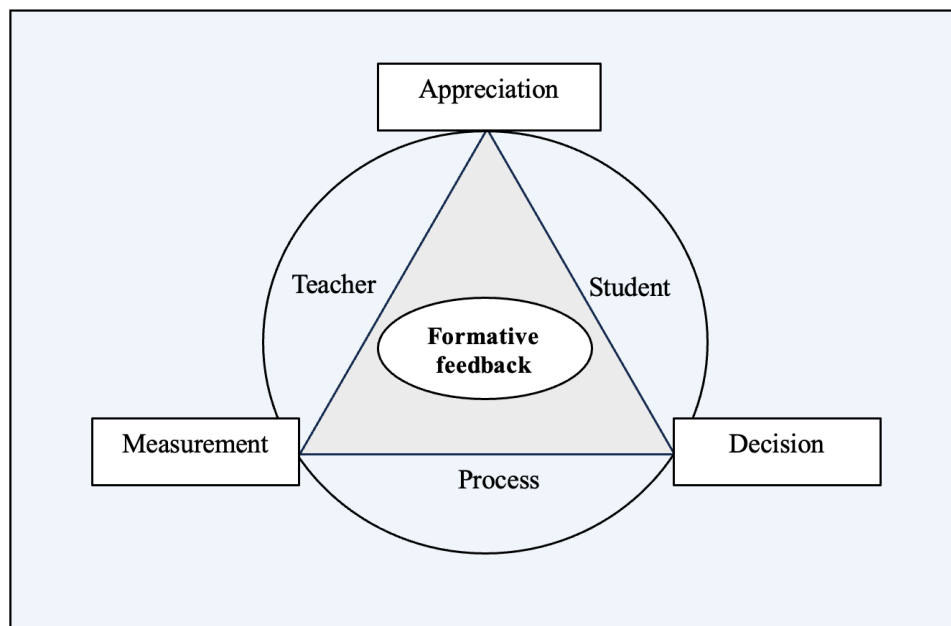 Appreciation
Teacher
Student
Formative
feedback
Measurement
Decision
Process